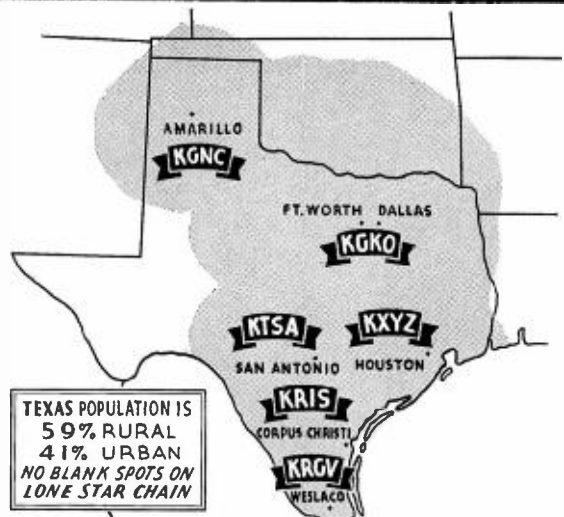 AMARILLO
KGNC
FT. WORTH DALLAS
KGKO
KTSA
KXYZ
SAN ANTONIO
HOUSTON
KRIS
CORPUS CHRISTI
KRGV
WESLACO
TEXAS POPULATION IS
59% RURAL
41% URBAN
NO BLANK SPOTS ON
LONE STAR CHAIN